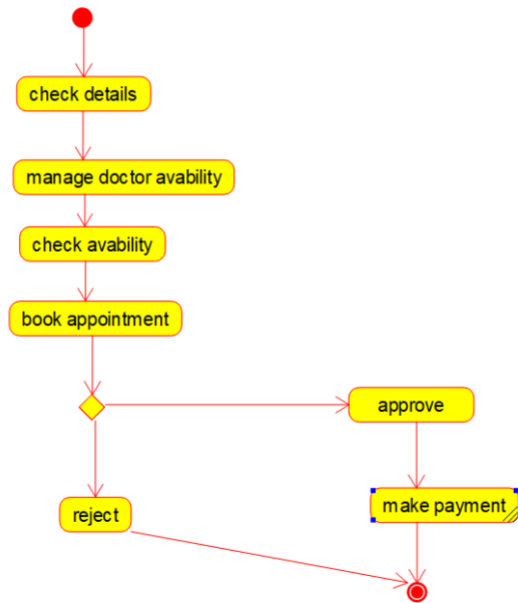 check details
manage doctor avability
check avability
book appointment
approve
reject
make payment